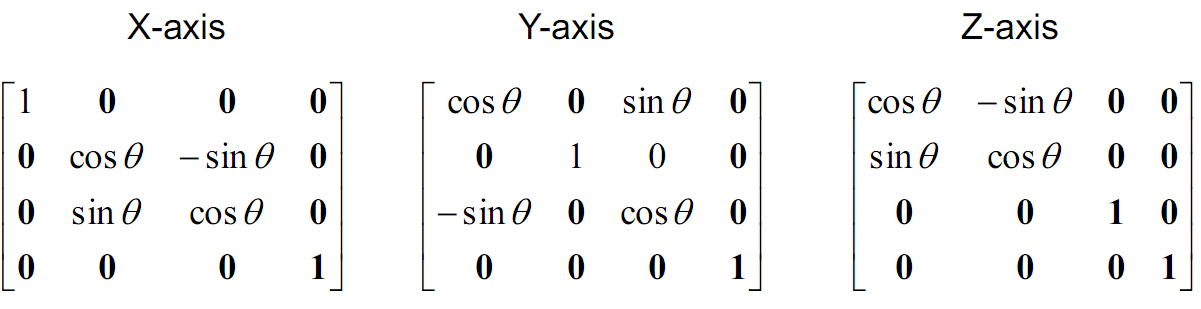 X-axis Y-axis Z-axis
1 0 0 0 cos θ 0 sin θ 0 cos θ − sin θ 0 0
0 cos θ − sin θ 0 0 1 0 0 sin θ cos θ 0 0
0 sin θ cos θ 0 − sin θ 0 cos θ 0 0 0 1 0
0 0 0 1 0 0 0 1 0 0 0 1